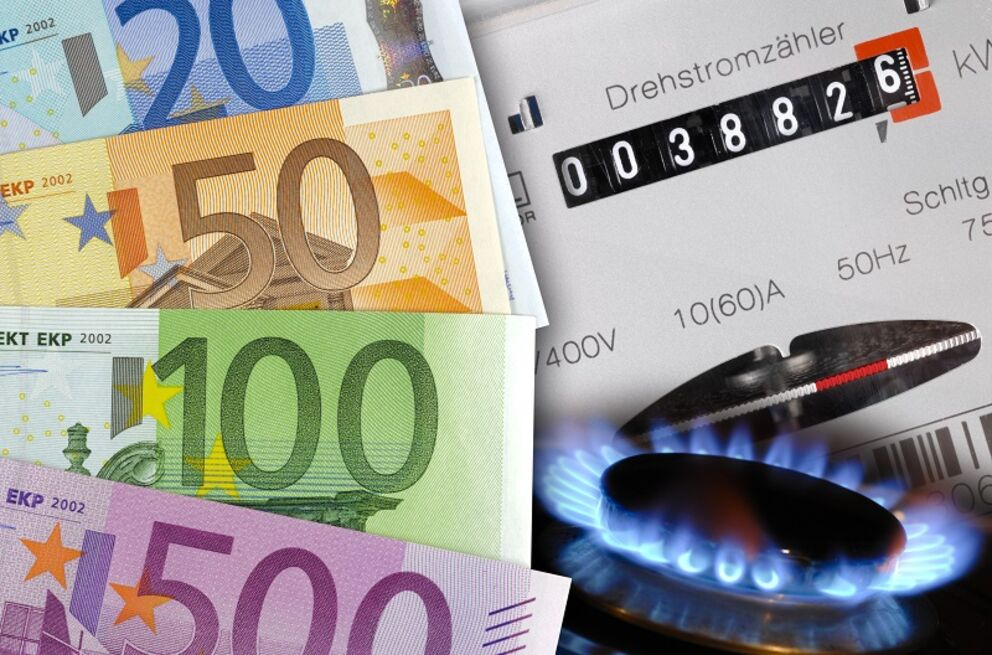 KP 2002
20
EKP 2002
50
EKT EKP 2002
100
EKP 2002
500
Drehstromzähler
0038826
kW
Schltg
75
50Hz
10(60)A
/400V